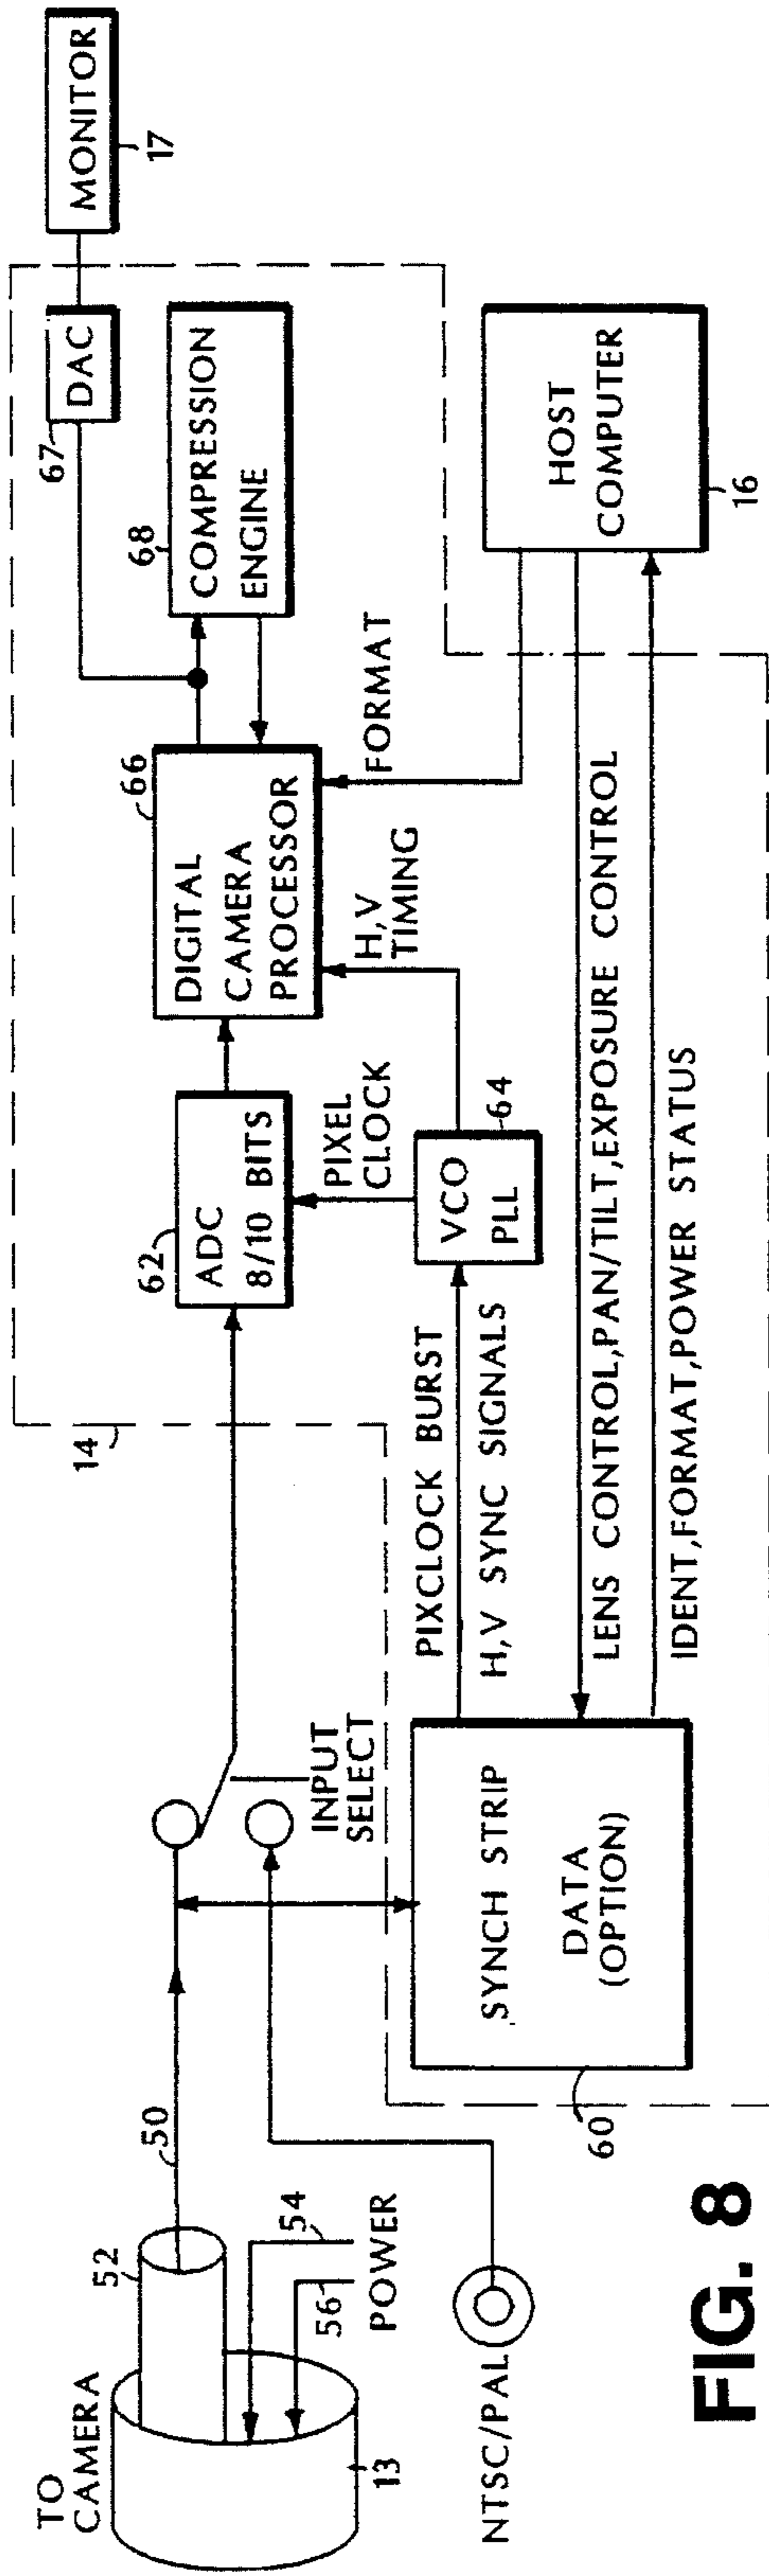 TO
CAMERA
13
52
50
54
56
POWER
NTSC/PAL
INPUT
SELECT
14
SYNCH STRIP
DATA
(OPTION)
60
PIXCLOCK BURST
H,V SYNC SIGNALS
LENS CONTROL,PAN/TILT,EXPOSURE CONTROL
IDENT,FORMAT,POWER STATUS
62
ADC
8/10 BITS
PIXEL
CLOCK
VCO
PLL
64
H,V
TIMING
66
DIGITAL
CAMERA
PROCESSOR
FORMAT
68
COMPRESSION
ENGINE
67
DAC
MONITOR
17
HOST
COMPUTER
16
FIG. 8